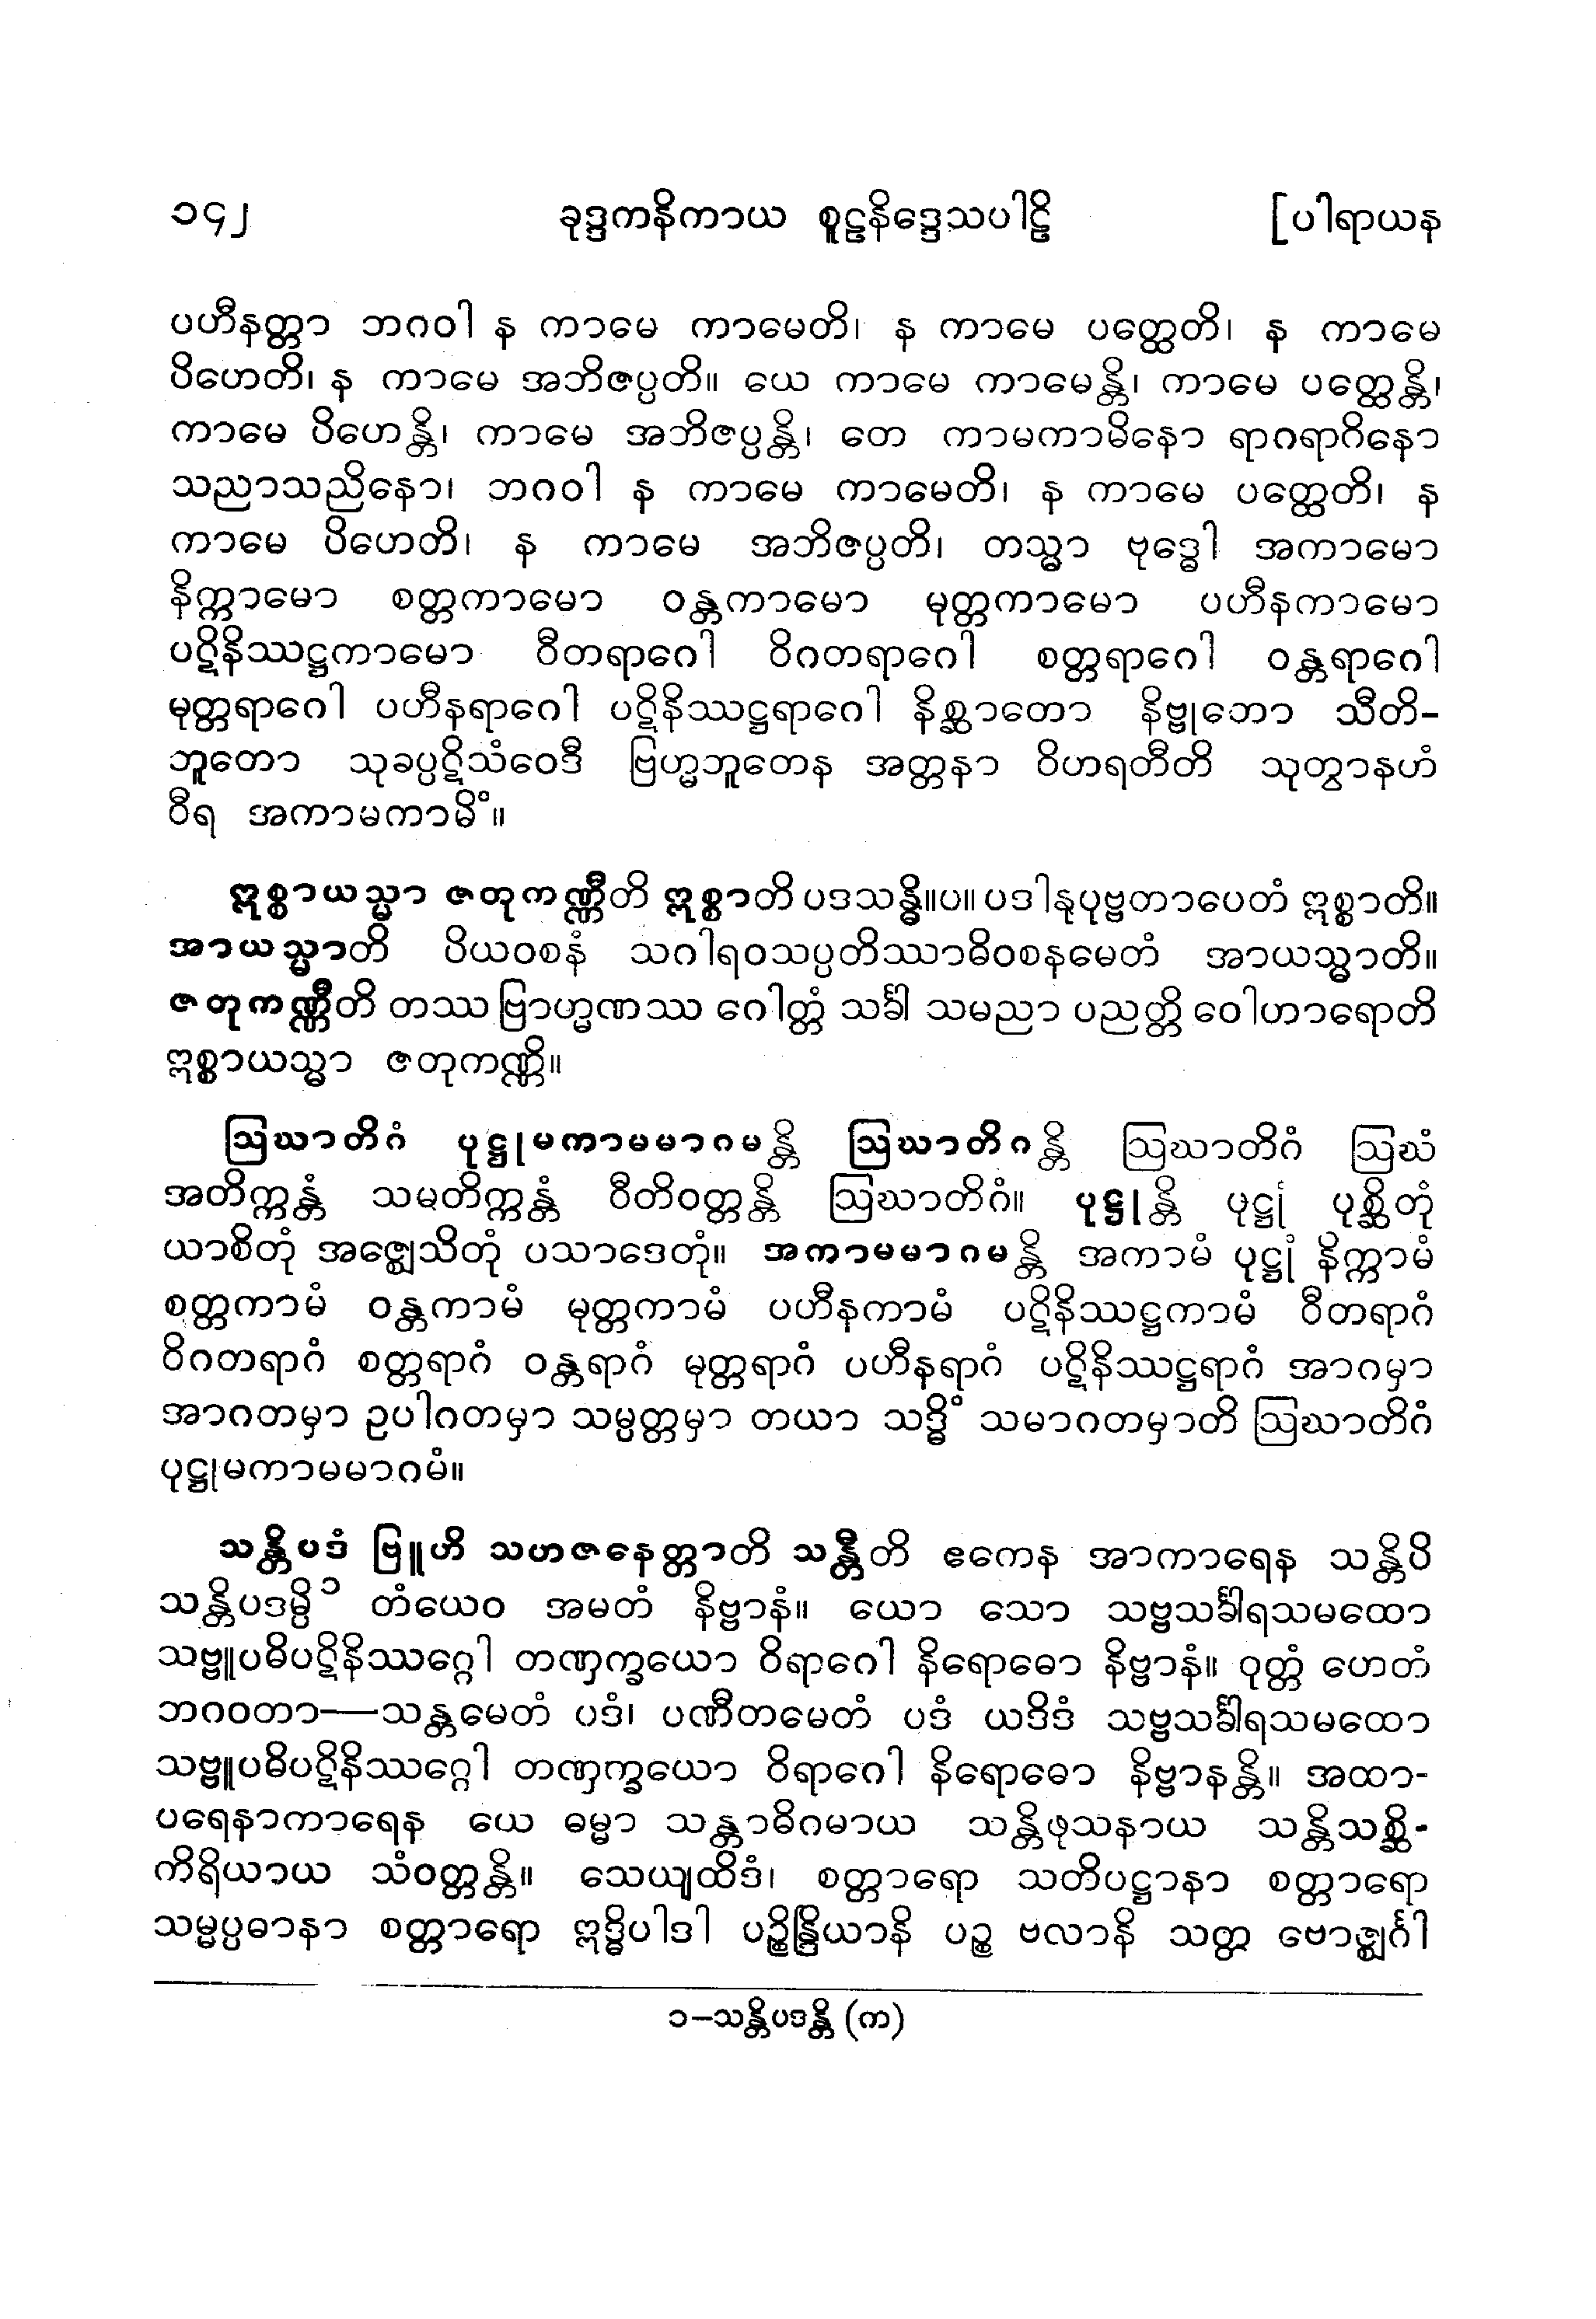 ၁၄၂ ခုဒ္ဒကနိကာယ စူဠနိဒ္ဒေသပါဠိ [ပါရာယန
ပဟီနတ္တာ ဘဂဝါ န ကာမေ ကာမေတိ၊ န ကာမေ ပတ္ထေတိ၊ န ကာမေ
ပိဟေတိ၊ န ကာမေ အဘိဇပ္ပတိ။ ယေ ကာမေ ကာမေန္တိ၊ ကာမေ ပတ္ထေန္တိ၊
ကာမေ ပိဟေန္တိ၊ ကာမေ အဘိဇပ္ပန္တိ၊ တေ ကာမကာမိနော ရာဂရာဂိနော
သညာသညိနော၊ ဘဂဝါ န ကာမေ ကာမေတိ၊ န ကာမေ ပတ္ထေတိ၊ န
ကာမေ ပိဟေတိ၊ န ကာမေ အဘိဇပ္ပတိ၊ တသ္မာ ဗုဒ္ဓေါ အကာမော
နိက္ကာမော စတ္တကာမော ဝန္တကာမော မုတ္တကာမော ပဟီနကာမော
ပဋိနိဿဋ္ဌကာမော ဝီတရာဂေါ ဝိဂတရာဂေါ စတ္တရာဂေါ ဝန္တရာဂေါ
မုတ္တရာဂေါ ပဟီနရာဂေါ ပဋိနိဿဋ္ဌရာဂေါ နိစ္ဆာတော နိဗ္ဗုတော သီတိ-
ဘူတော သုခပ္ပဋိသံဝေဒီ ဗြဟ္မဘူတေန အတ္တနာ ဝိဟရတီတိ သုတွာနဟံ
ဝီရ အကာမကာမိံ။
ဣစ္စာယသ္မာ ဇတုကဏ္ဏီတိ ဣစ္စာတိ ပဒသန္ဓိ။ပ။ ပဒါနုပုဗ္ဗတာပေတံ ဣစ္စာတိ။
အာယသ္မာတိ ပိယဝစနံ သဂါရဝသပ္ပတိဿာဓိဝစနမေတံ အာယသ္မာတိ။
ဇတုကဏ္ဏီတိ တဿ ဗြာဟ္မဏဿ ဂေါတ္တံ သင်္ခါ သမညာ ပညတ္တိ ဝေါဟာရောတိ
ဣစ္စာယသ္မာ ဇတုကဏ္ဏိ။
ဩဃာတိဂံ ပုဋ္ဌုမကာမမာဂမန္တိ ဩဃာတိဂန္တိ ဩဃာတိဂံ ဩဃံ
အတိက္ကန္တံ သမတိက္ကန္တံ ဝီတိဝတ္တန္တိ ဩဃာတိဂံ။ ပုဋ္ဌုန္တိ ပုဋ္ဌုံ ပုစ္ဆိတုံ
ယာစိတုံ အဇ္ဈေသိတုံ ပသာဒေတုံ။ အကာမမာဂမန္တိ အကာမံ ပုဋ္ဌုံ နိက္ကာမံ
စတ္တကာမံ ဝန္တကာမံ မုတ္တကာမံ ပဟီနကာမံ ပဋိနိဿဋ္ဌကာမံ ဝီတရာဂံ
ဝိဂတရာဂံ စတ္တရာဂံ ဝန္တရာဂံ မုတ္တရာဂံ ပဟီနရာဂံ ပဋိနိဿဋ္ဌရာဂံ အာဂမှာ
အာဂတမှာ ဥပါဂတမှာ သမ္ပတ္တမှာ တယာ သဒ္ဓိံ သမာဂတမှာတိ ဩဃာတိဂံ
ပုဋ္ဌုမကာမမာဂမံ။
သန္တိပဒံ ဗြူဟိ သဟဇနေတ္တာတိ သန္တီတိ ဧကေန အာကာရေန သန္တိပိ
သန္တိပဒမ္ပိ ၁ တံယေဝ အမတံ နိဗ္ဗာနံ။ ယော သော သဗ္ဗသင်္ခါရသမထော
သဗ္ဗူပဓိပဋိနိဿဂ္ဂေါ တဏှက္ခယော ဝိရာဂေါ နိရောဓော နိဗ္ဗာနံ။ ဝုတ္တံ ဟေတံ
ဘဂဝတာ—သန္တမေတံ ပဒံ၊ ပဏီတမေတံ ပဒံ ယဒိဒံ သဗ္ဗသင်္ခါရသမထော
သဗ္ဗူပဓိပဋိနိဿဂ္ဂေါ တဏှက္ခယော ဝိရာဂေါ နိရောဓော နိဗ္ဗာနန္တိ။ အထာ-
ပရေနာကာရေန ယေ ဓမ္မာ သန္တာဓိဂမာယ သန္တိဖုသနာယ သန္တိသစ္ဆိ-
ကိရိယာယ သံဝတ္တန္တိ။ သေယျထိဒံ၊ စတ္တာရော သတိပဋ္ဌာနာ စတ္တာရော
သမ္မပ္ပဓာနာ စတ္တာရော ဣဒ္ဓိပါဒါ ပဉ္စိန္ဒြိယာနိ ပဉ္စ ဗလာနိ သတ္တ ဗောဇ္ဈင်္ဂါ
၁–သန္တိပဒန္တိ (က)